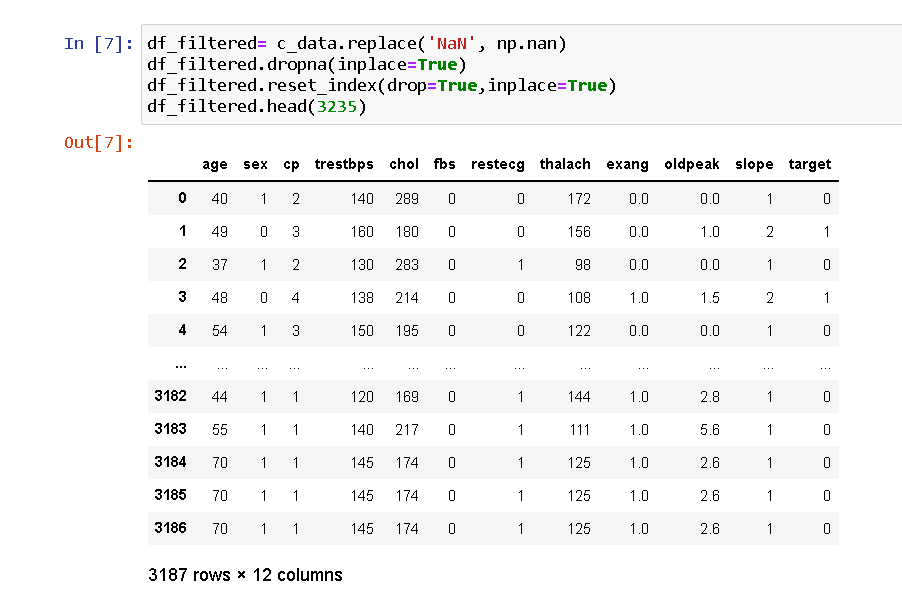 In [7]: df_filtered= c_data.replace('NaN', np.nan)
df_filtered.dropna(inplace=True)
df_filtered.reset_index(drop=True,inplace=True)
df_filtered.head(3235)
Out[7]:
age sex cp trestbps chol fbs restecg thalach exang oldpeak slope target
0 40 1 2 140 289 0 0 172 0.0 0.0 1 0
1 49 0 3 160 180 0 0 156 0.0 1.0 2 1
2 37 1 2 130 283 0 1 98 0.0 0.0 1 0
3 48 0 4 138 214 0 0 108 1.0 1.5 2 1
4 54 1 3 150 195 0 0 122 0.0 0.0 1 0
... ... ... ... ... ... ... ... ... ... ... ... ...
3182 44 1 1 120 169 0 1 144 1.0 2.8 1 0
3183 55 1 1 140 217 0 1 111 1.0 5.6 1 0
3184 70 1 1 145 174 0 1 125 1.0 2.6 1 0
3185 70 1 1 145 174 0 1 125 1.0 2.6 1 0
3186 70 1 1 145 174 0 1 125 1.0 2.6 1 0
3187 rows × 12 columns